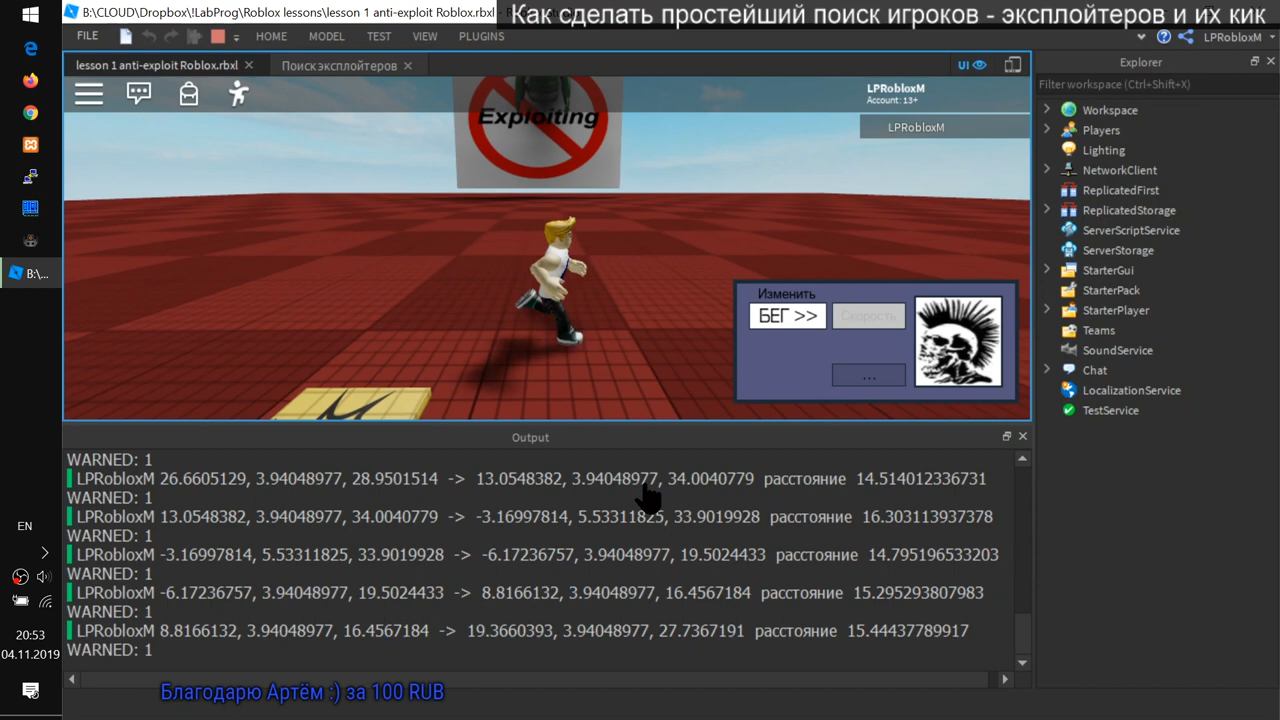 B:\CLOUD\Dropbox\!LabProg\Roblox lessons\lesson 1 anti-exploit Roblox.rbxl
Как сделать простейший поиск игроков - эксплойтеров и их кик
FILE HOME MODEL TEST VIEW PLUGINS LPRobloxM
lesson 1 anti-exploit Roblox.rbxl Поиск эксплойтеров UI
Explorer
Filter workspace (Ctrl+Shift+X)
LPRobloxM
Account: 13+
LPRobloxM
Exploiting
Изменить
БЕГ >> Скорость
...
Workspace
Players
Lighting
NetworkClient
ReplicatedFirst
ReplicatedStorage
ServerScriptService
ServerStorage
StarterGui
StarterPack
StarterPlayer
Teams
SoundService
Chat
LocalizationService
TestService
B:\...
Output
WARNED: 1
LPRobloxM 26.6605129, 3.94048977, 28.9501514 -> 13.0548382, 3.94048977, 34.0040779 расстояние 14.514012336731
WARNED: 1
LPRobloxM 13.0548382, 3.94048977, 34.0040779 -> -3.16997814, 5.53311825, 33.9019928 расстояние 16.303113937378
WARNED: 1
LPRobloxM -3.16997814, 5.53311825, 33.9019928 -> -6.17236757, 3.94048977, 19.5024433 расстояние 14.795196533203
WARNED: 1
LPRobloxM -6.17236757, 3.94048977, 19.5024433 -> 8.8166132, 3.94048977, 16.4567184 расстояние 15.295293807983
WARNED: 1
LPRobloxM 8.8166132, 3.94048977, 16.4567184 -> 19.3660393, 3.94048977, 27.7367191 расстояние 15.44437789917
WARNED: 1
EN
20:53
04.11.2019
Благодарю Артём :) за 100 RUB